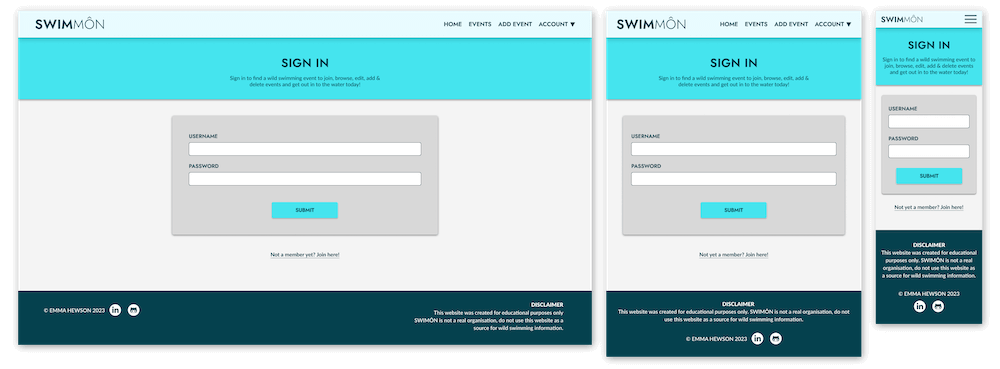 SWIMMÔN
HOME EVENTS ADD EVENT ACCOUNT ▼
SIGN IN
Sign in to find a wild swimming event to join, browse, edit, add &
delete events and get out in to the water today!
USERNAME
PASSWORD
SUBMIT
Not a member yet? Join here!
© EMMA HEWSON 2023 in
DISCLAIMER
This website was created for educational purposes only
SWIMÔN is not a real organisation, do not use this website as a
source for wild swimming information.
SWIMMÔN
HOME EVENTS ADD EVENT ACCOUNT ▼
SIGN IN
Sign in to find a wild swimming event to join, browse, edit, add &
delete events and get out in to the water today!
USERNAME
PASSWORD
SUBMIT
Not yet a member? Join here!
DISCLAIMER
This website was created for educational purposes only. SWIMÔN is not a real organisation, do not
use this website as a source for wild swimming information.
© EMMA HEWSON 2023 in
SWIMMÔN
SIGN IN
Sign in to find a wild swimming event to
join, browse, edit, add & delete events
and get out in to the water today!
USERNAME
PASSWORD
SUBMIT
Not yet a member? Join here!
DISCLAIMER
This website was created for educational
purposes only. SWIMÔN is not a real
organisation, do not use this website as
a source for wild swimming information.
© EMMA HEWSON 2023
in